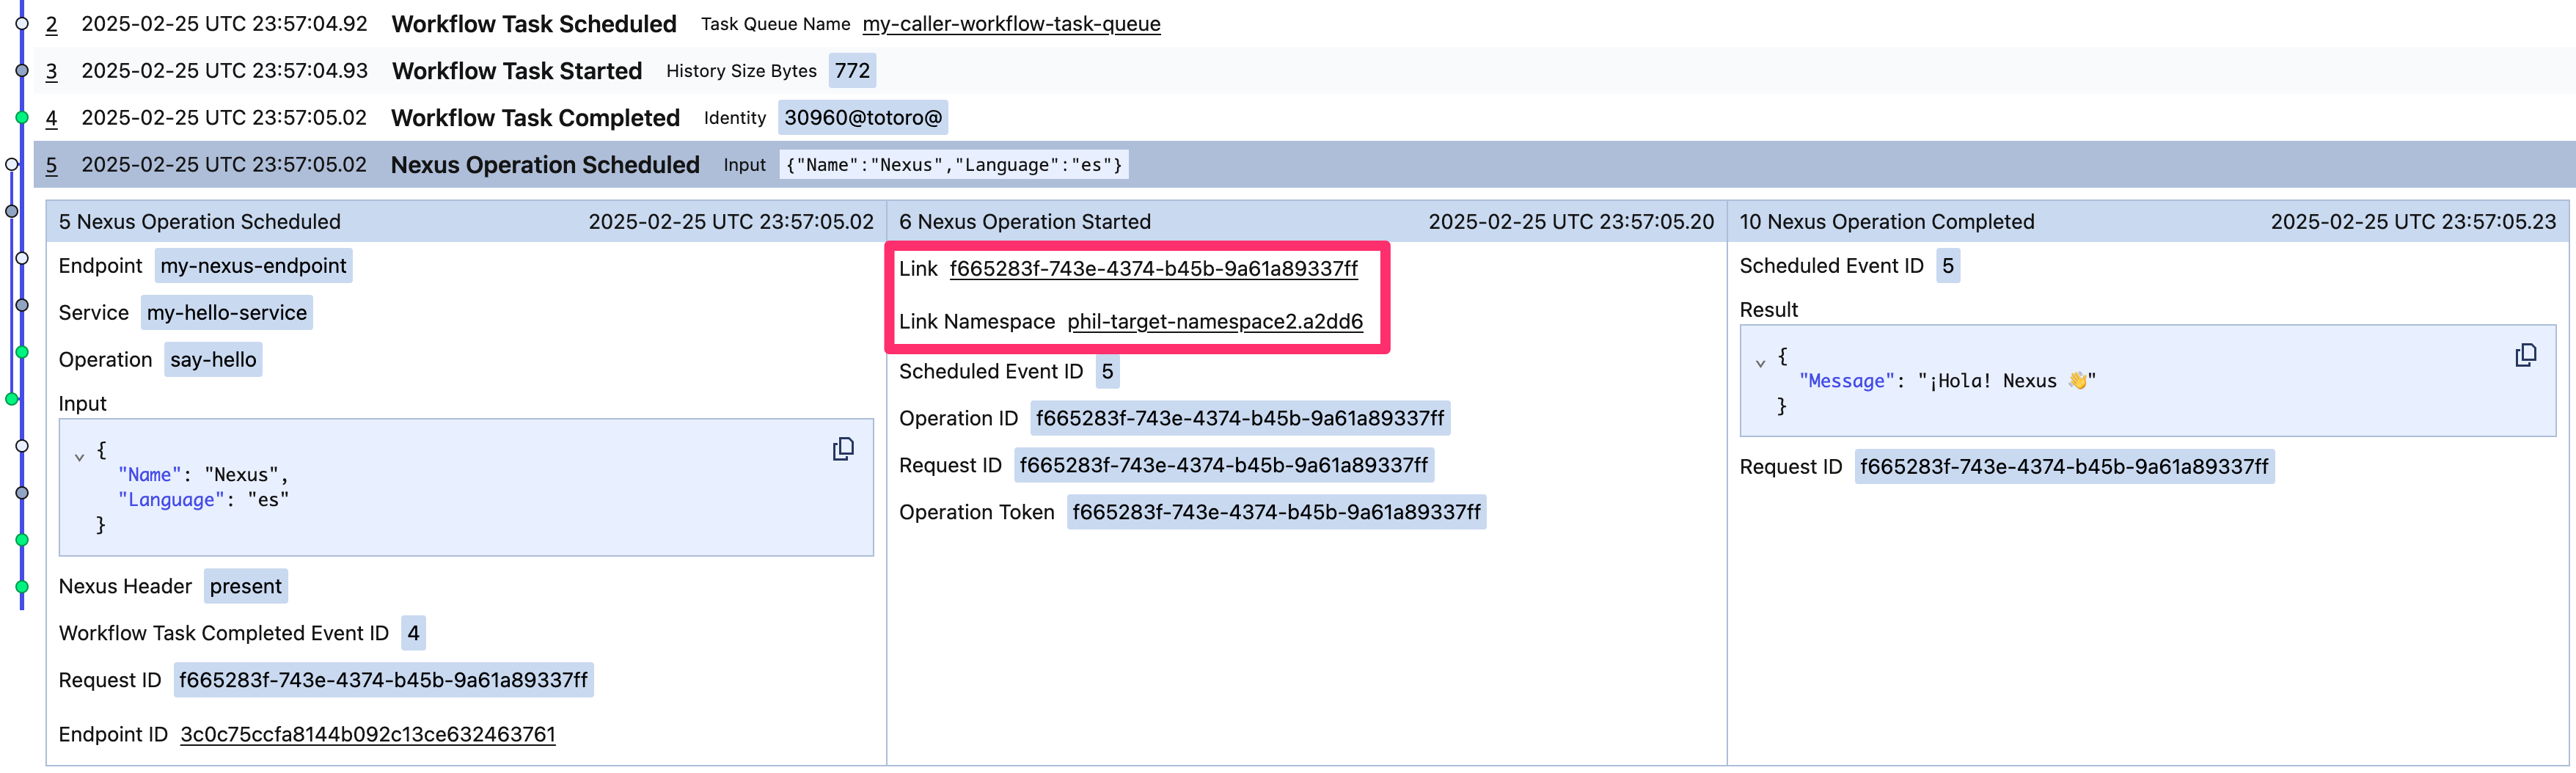 2 2025-02-25 UTC 23:57:04.92 Workflow Task Scheduled Task Queue Name my-caller-workflow-task-queue
3 2025-02-25 UTC 23:57:04.93 Workflow Task Started History Size Bytes 772
4 2025-02-25 UTC 23:57:05.02 Workflow Task Completed Identity 30960@totoro@
5 2025-02-25 UTC 23:57:05.02 Nexus Operation Scheduled Input {"Name":"Nexus","Language":"es"}
5 Nexus Operation Scheduled 2025-02-25 UTC 23:57:05.02
Endpoint my-nexus-endpoint
Service my-hello-service
Operation say-hello
Input
{
"Name": "Nexus",
"Language": "es"
}
Nexus Header present
Workflow Task Completed Event ID 4
Request ID f665283f-743e-4374-b45b-9a61a89337ff
Endpoint ID 3c0c75ccfa8144b092c13ce632463761
6 Nexus Operation Started 2025-02-25 UTC 23:57:05.20
Link f665283f-743e-4374-b45b-9a61a89337ff
Link Namespace phil-target-namespace2.a2dd6
Scheduled Event ID 5
Operation ID f665283f-743e-4374-b45b-9a61a89337ff
Request ID f665283f-743e-4374-b45b-9a61a89337ff
Operation Token f665283f-743e-4374-b45b-9a61a89337ff
10 Nexus Operation Completed 2025-02-25 UTC 23:57:05.23
Scheduled Event ID 5
Result
{
"Message": "¡Hola! Nexus 👋"
}
Request ID f665283f-743e-4374-b45b-9a61a89337ff